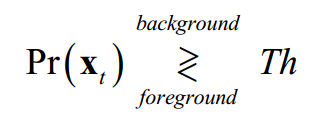 background
Pr(x_t) ≷ Th
foreground